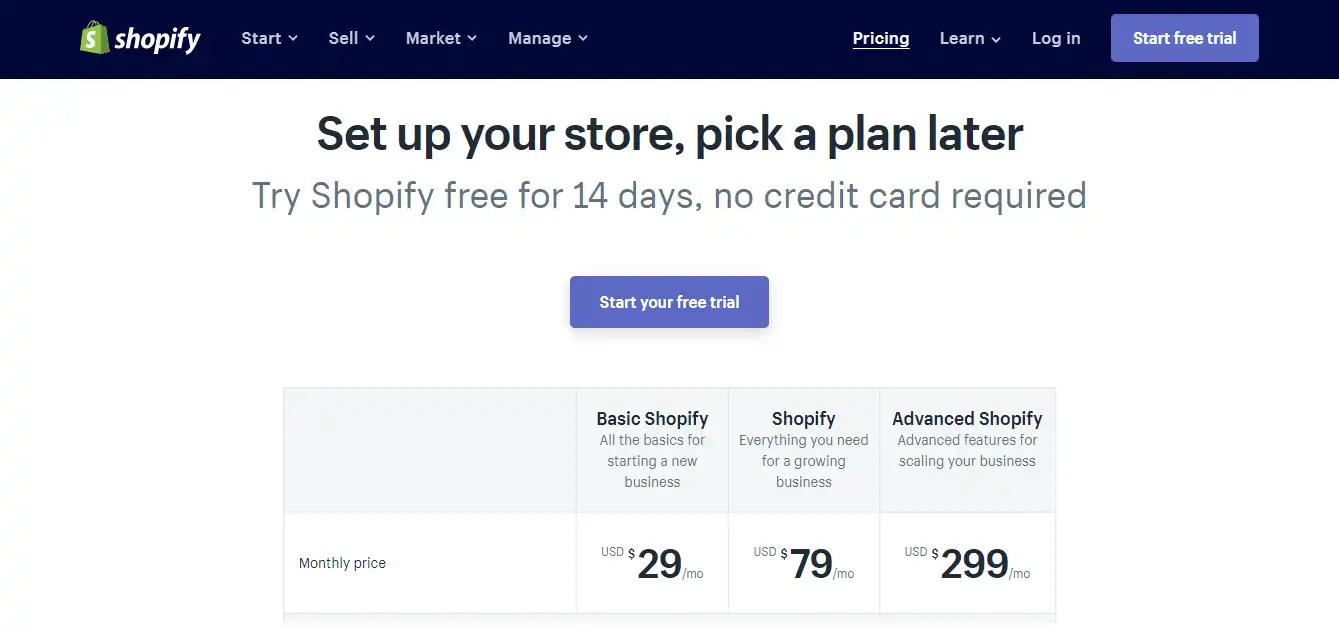 shopify Start Sell Market Manage Pricing Learn Log in Start free trial
Set up your store, pick a plan later
Try Shopify free for 14 days, no credit card required
Start your free trial
Basic Shopify
All the basics for
starting a new
business
Shopify
Everything you need
for a growing
business
Advanced Shopify
Advanced features for
scaling your business
Monthly price
USD $ 29/mo
USD $ 79/mo
USD $ 299/mo